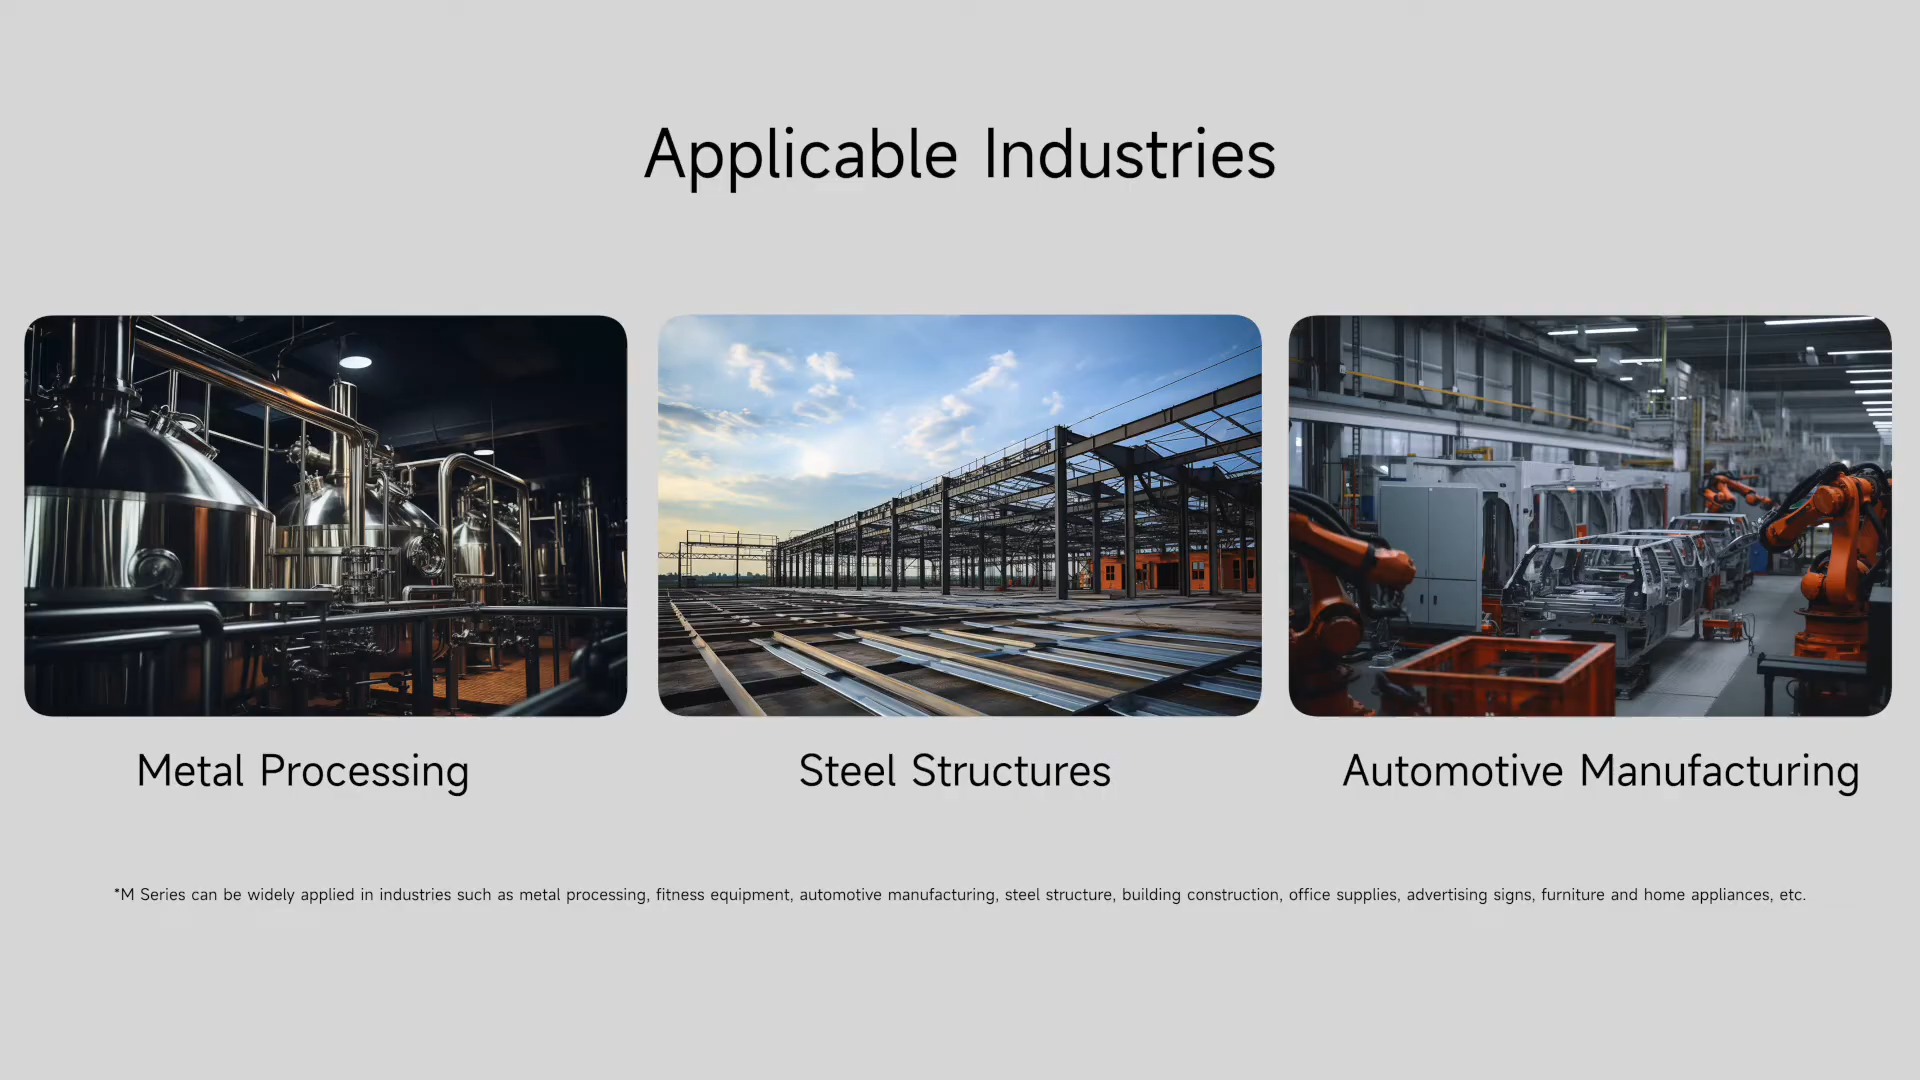 Applicable Industries
Metal Processing
Steel Structures
Automotive Manufacturing
*M Series can be widely applied in industries such as metal processing, fitness equipment, automotive manufacturing, steel structure, building construction, office supplies, advertising signs, furniture and home appliances, etc.